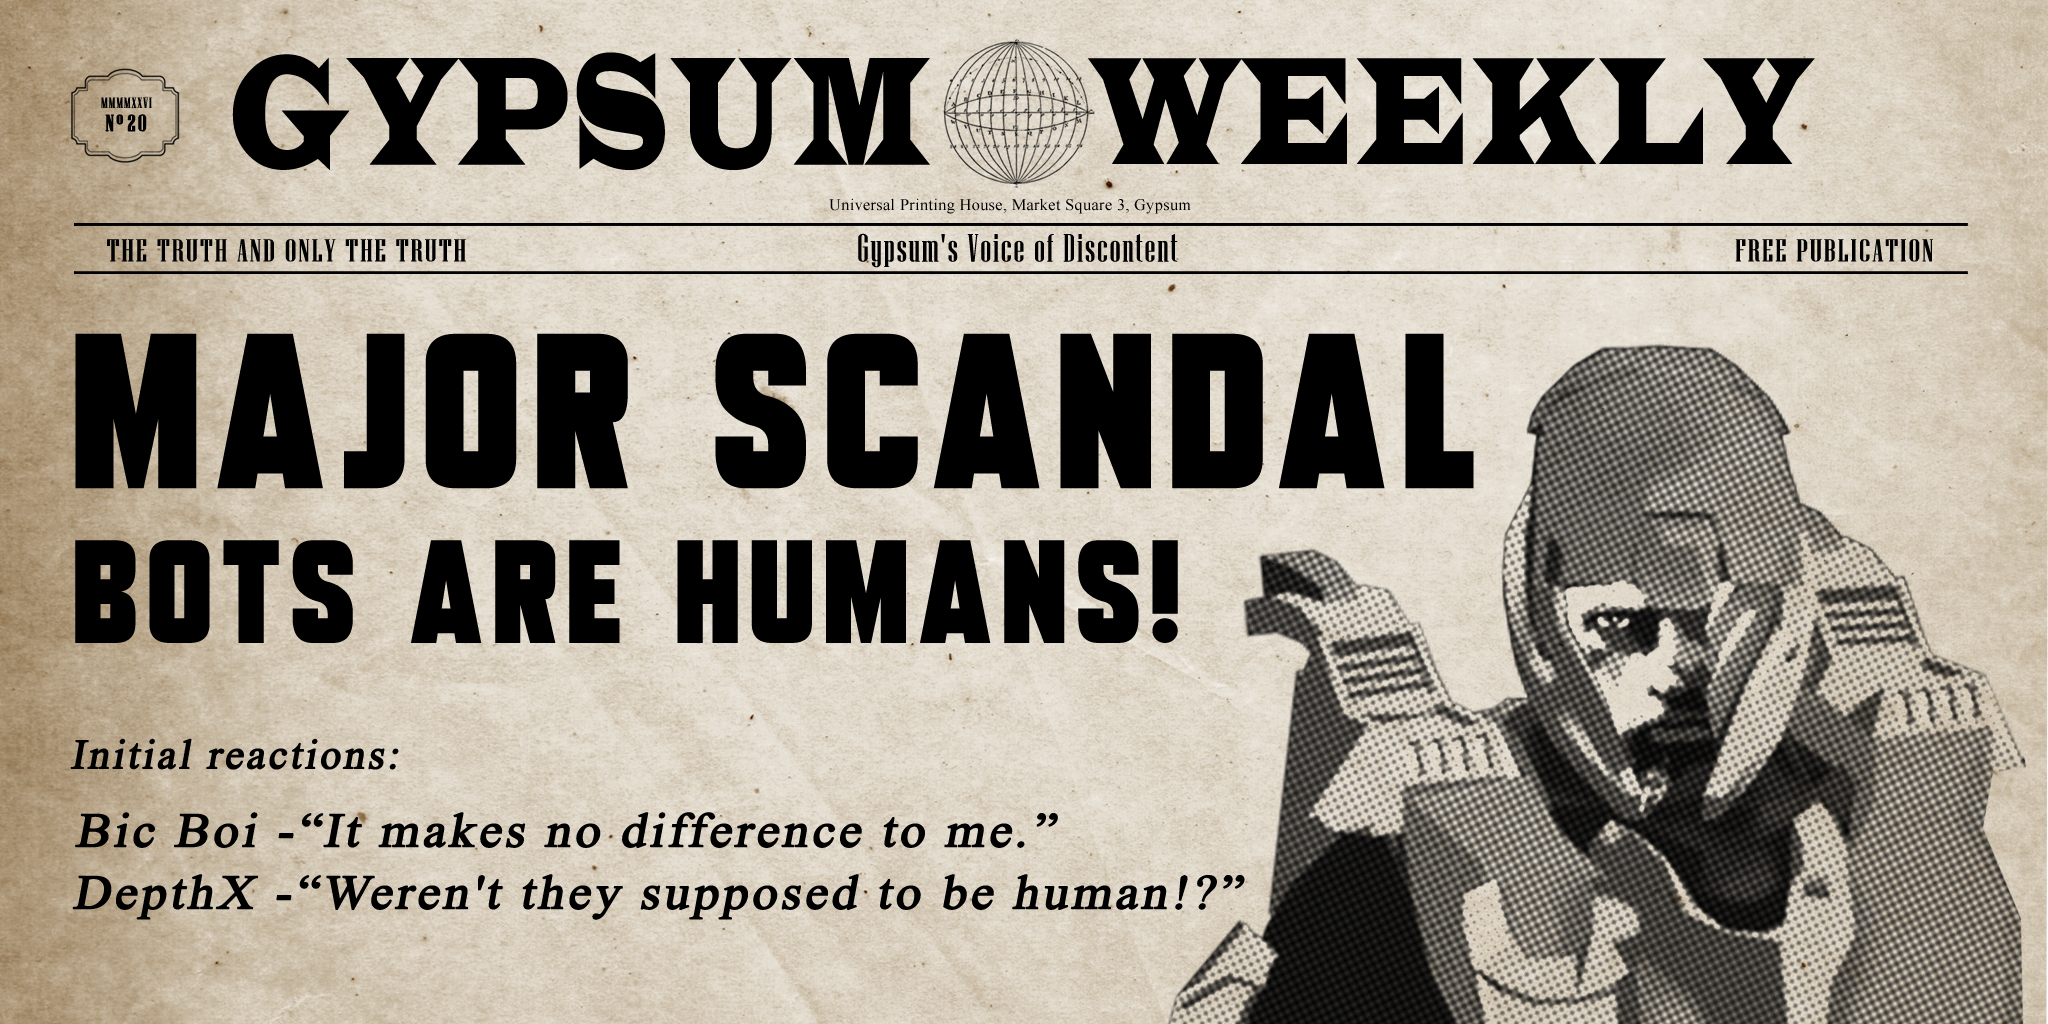 MMMMXXVI
Nº 20
GYPSUM WEEKLY
Universal Printing House, Market Square 3, Gypsum
THE TRUTH AND ONLY THE TRUTH
Gypsum's Voice of Discontent
FREE PUBLICATION
MAJOR SCANDAL
BOTS ARE HUMANS!
Initial reactions:
Bic Boi -“It makes no difference to me.”
DepthX -“Weren't they supposed to be human!?”